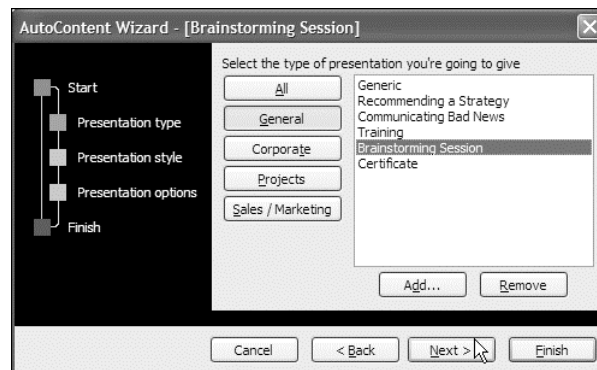 AutoContent Wizard - [Brainstorming Session]
Select the type of presentation you're going to give
Start
Presentation type
Presentation style
Presentation options
Finish
All
General
Corporate
Projects
Sales / Marketing
Generic
Recommending a Strategy
Communicating Bad News
Training
Brainstorming Session
Certificate
Add...
Remove
Cancel
< Back
Next >
Finish